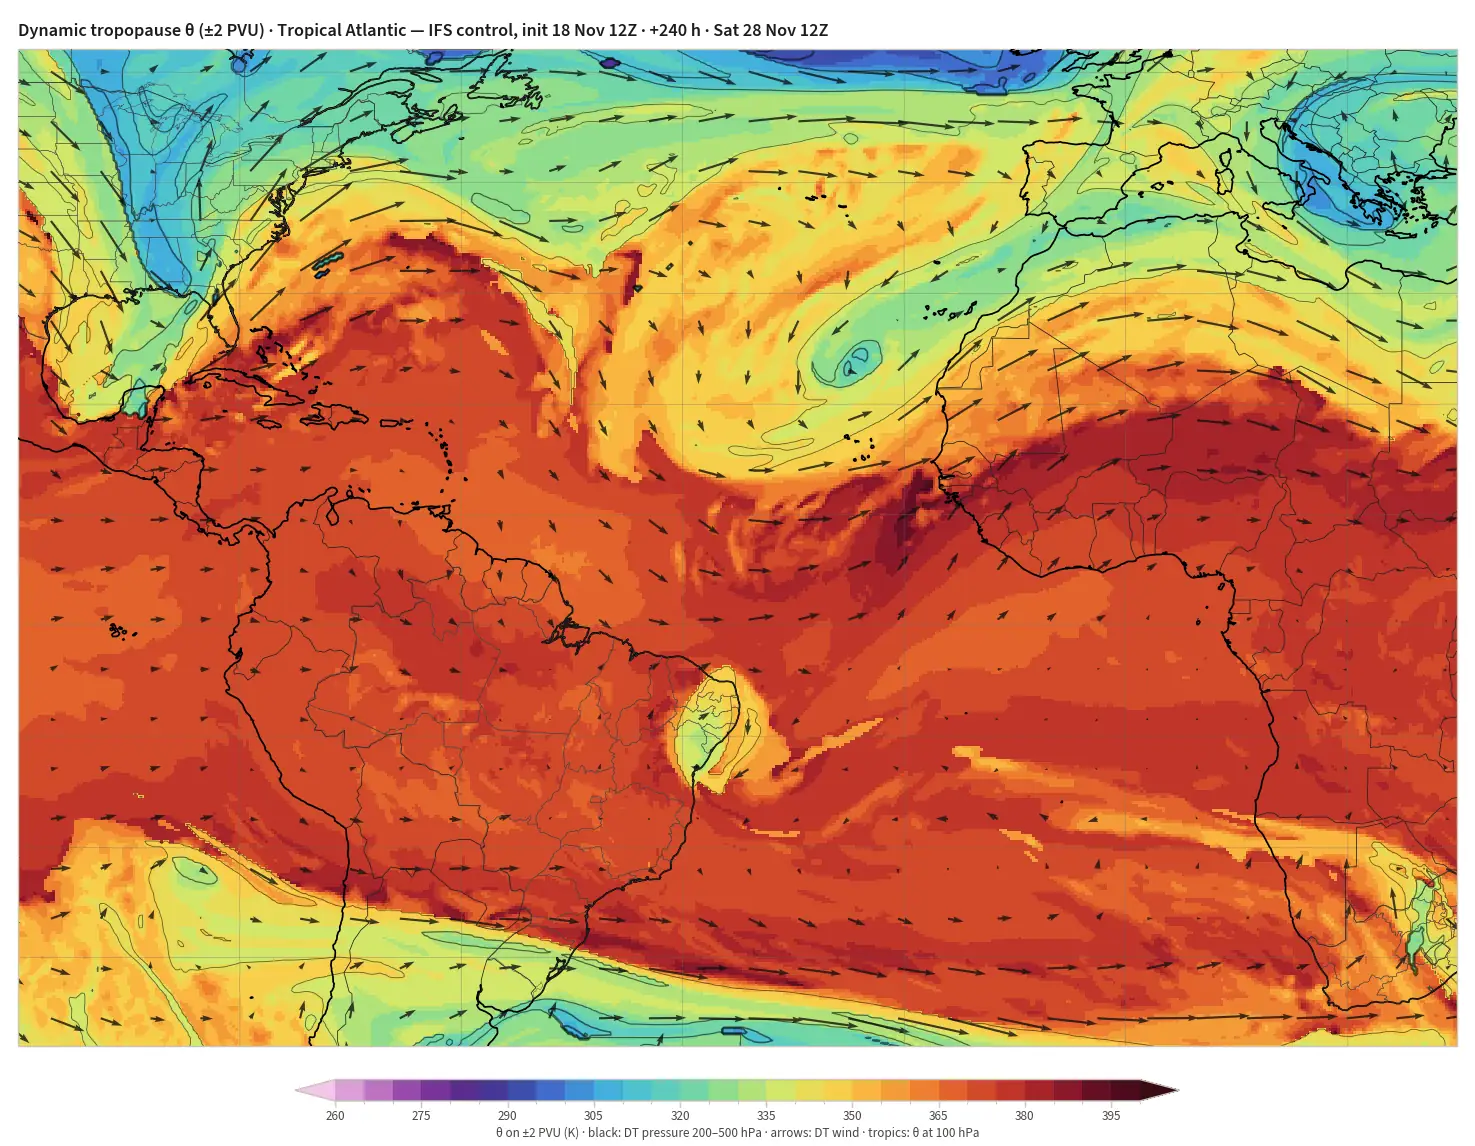 Dynamic tropopause θ (±2 PVU) · Tropical Atlantic — IFS control, init 18 Nov 12Z · +240 h · Sat 28 Nov 12Z
260 275 290 305 320 335 350 365 380 395
θ on ±2 PVU (K) · black: DT pressure 200–500 hPa · arrows: DT wind · tropics: θ at 100 hPa